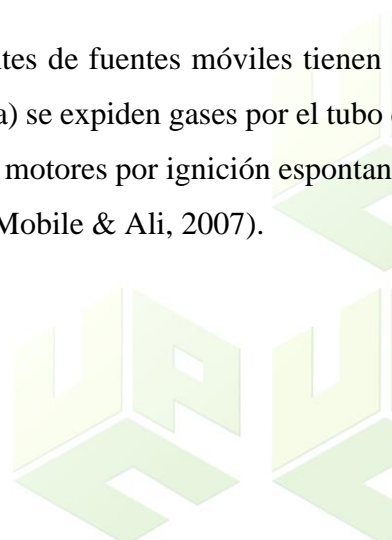 tes de fuentes móviles tienen
a) se expiden gases por el tubo
motores por ignición espontan
Mobile & Ali, 2007).